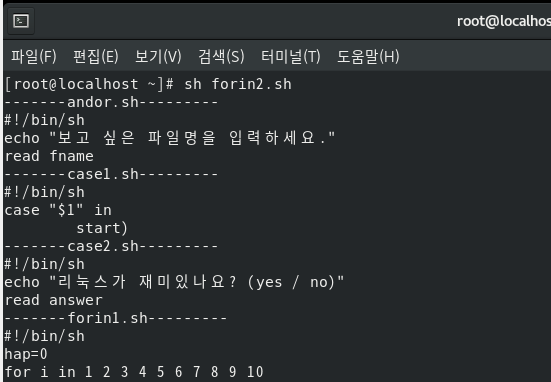 root@localhos
파일(F) 편집(E) 보기(V) 검색(S) 터미널(T) 도움말(H)
[root@localhost ~]# sh forin2.sh
-------andor.sh---------
#!/bin/sh
echo "보고 싶은 파일명을 입력하세요."
read fname
-------case1.sh---------
#!/bin/sh
case "$1" in
        start)
-------case2.sh---------
#!/bin/sh
echo "리눅스가 재미있나요? (yes / no)"
read answer
-------forin1.sh---------
#!/bin/sh
hap=0
for i in 1 2 3 4 5 6 7 8 9 10